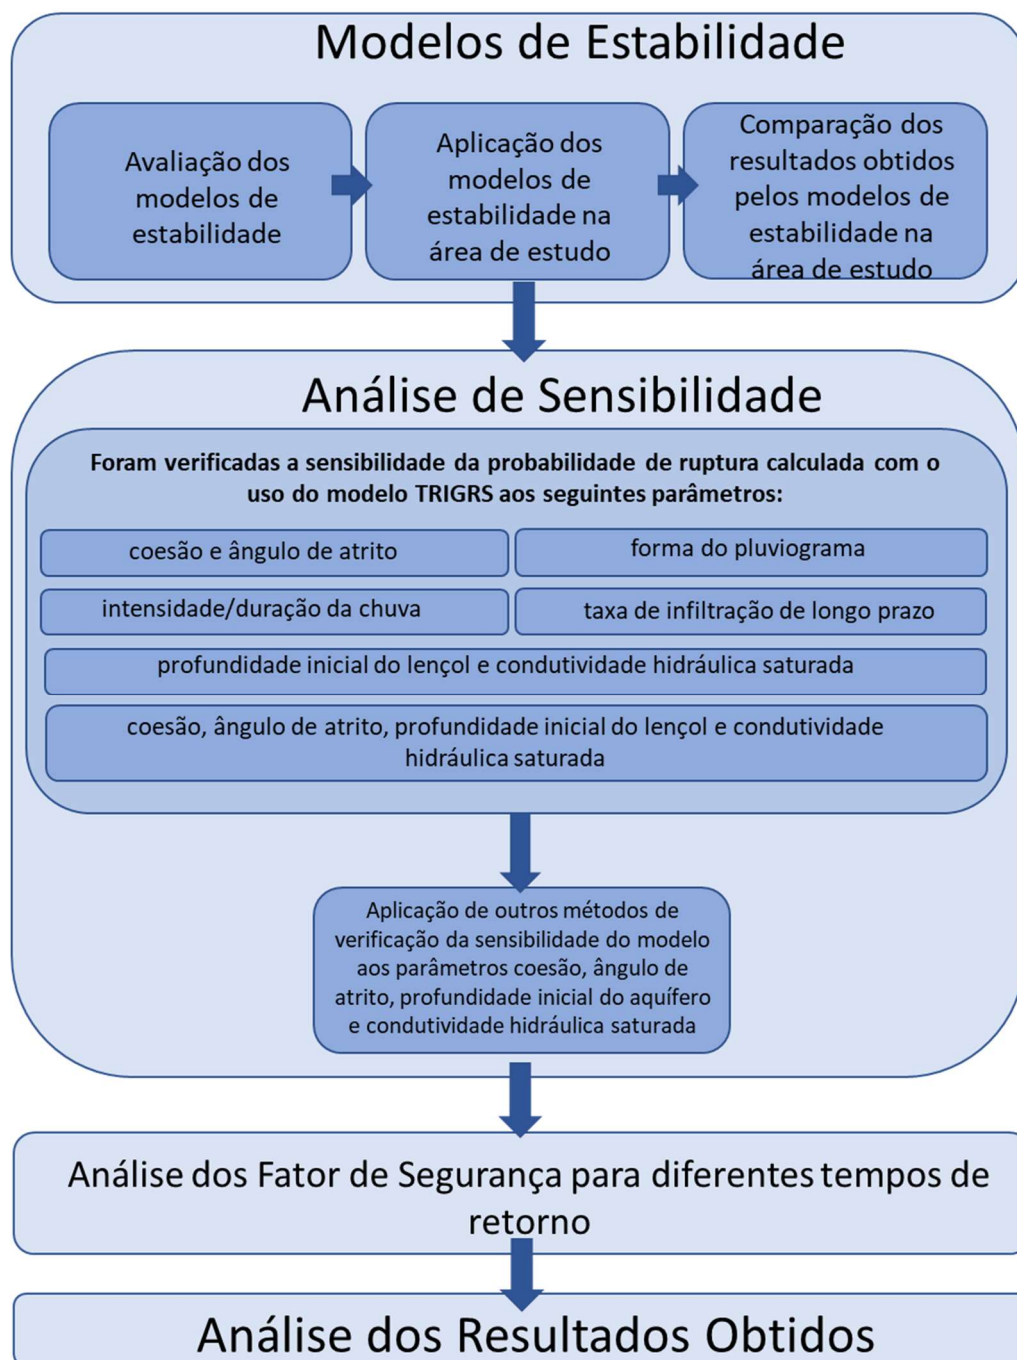 Modelos de Estabilidade
Avaliação dos
modelos de
estabilidade
Aplicação dos
modelos de
estabilidade na
área de estudo
Comparação dos
resultados obtidos
pelos modelos de
estabilidade na
área de estudo
Análise de Sensibilidade
Foram verificadas a sensibilidade da probabilidade de ruptura calculada com o
uso do modelo TRIGRS aos seguintes parâmetros:
coesão e ângulo de atrito
forma do pluviograma
intensidade/duração da chuva
taxa de infiltração de longo prazo
profundidade inicial do lençol e condutividade hidráulica saturada
coesão, ângulo de atrito, profundidade inicial do lençol e condutividade
hidráulica saturada
Aplicação de outros métodos de
verificação da sensibilidade do modelo
aos parâmetros coesão, ângulo de
atrito, profundidade inicial do aquífero
e condutividade hidráulica saturada
Análise dos Fator de Segurança para diferentes tempos de
retorno
Análise dos Resultados Obtidos